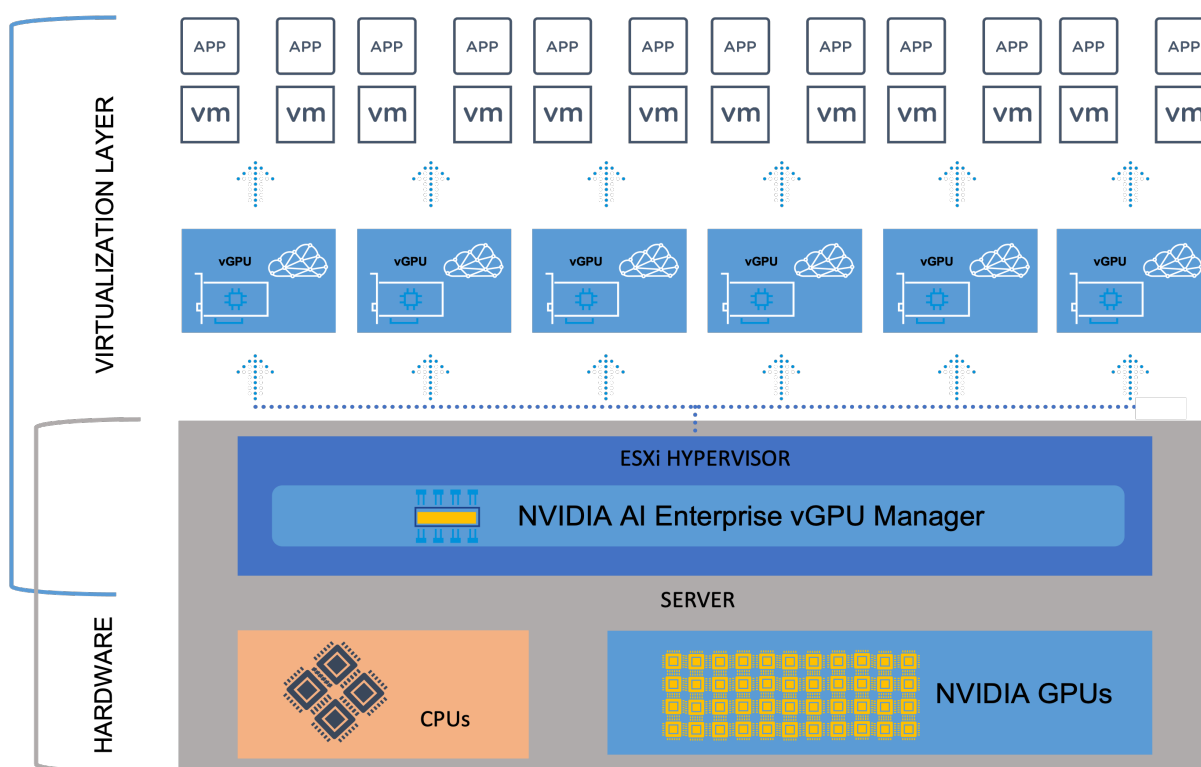 APP APP APP APP APP APP APP APP APP APP APP APP
vm vm vm vm vm vm vm vm vm vm vm vm
VIRTUALIZATION LAYER
vGPU vGPU vGPU vGPU vGPU vGPU
ESXi HYPERVISOR
NVIDIA AI Enterprise vGPU Manager
SERVER
HARDWARE
CPUs
NVIDIA GPUs